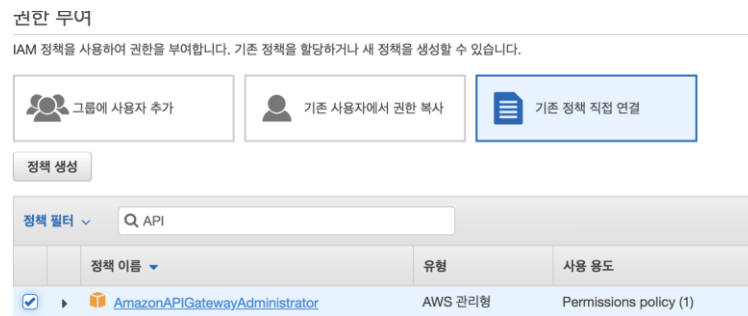 권한 부여
IAM 정책을 사용하여 권한을 부여합니다. 기존 정책을 할당하거나 새 정책을 생성할 수 있습니다.
그룹에 사용자 추가
기존 사용자에서 권한 복사
기존 정책 직접 연결
정책 생성
정책 필터
API
정책 이름 유형 사용 용도
AmazonAPIGatewayAdministrator AWS 관리형 Permissions policy (1)